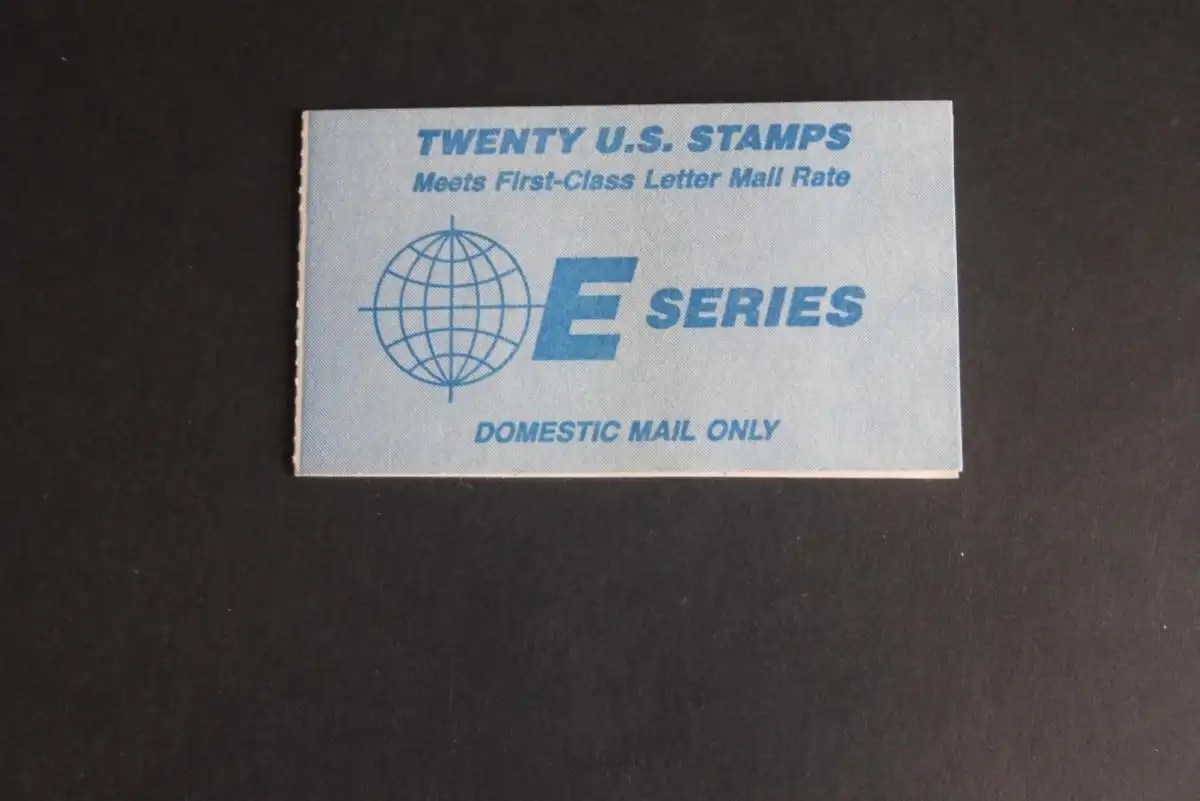 TWENTY U.S. STAMPS
Meets First-Class Letter Mail Rate
E SERIES
DOMESTIC MAIL ONLY